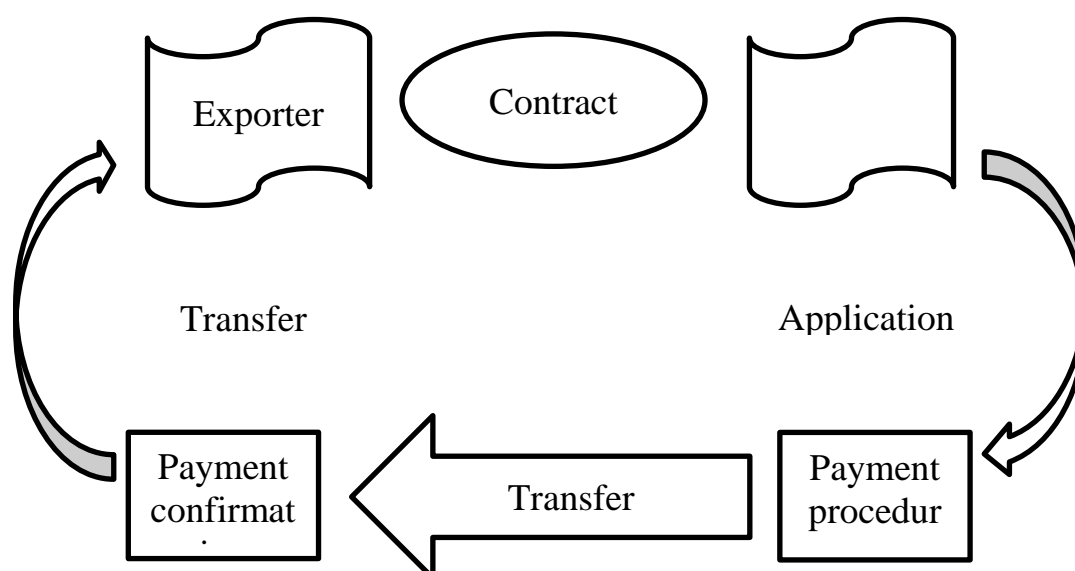 Exporter
Contract
Transfer
Application
Payment
confirmat
Transfer
Payment
procedur